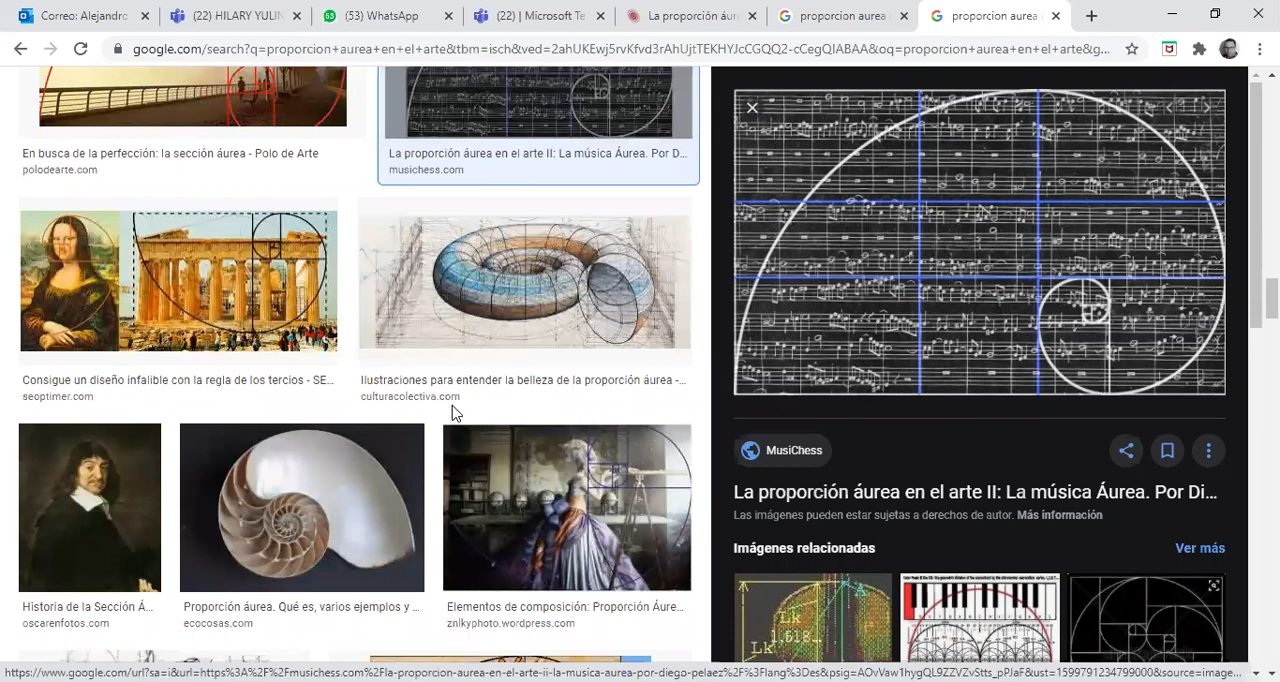 Correo: Alejandro
(22) HILARY YULIN
(53) WhatsApp
(22) | Microsoft Te
La proporción áur
proporcion aurea
proporcion aurea
google.com/search?q=proporcion+aurea+en+el+arte&tbm=isch&ved=2ahUKEwj5rvKfvd3rAhUjtTEKHYJcCGQQ2-cCegQIABAA&oq=proporcion+aurea+en+el+arte&g...
En busca de la perfección: la sección áurea - Polo de Arte
polodearte.com
La proporción áurea en el arte II: La música Áurea. Por D...
musichess.com
Consigue un diseño infalible con la regla de los tercios - SE...
seoptimer.com
Ilustraciones para entender la belleza de la proporción áurea -...
culturacolectiva.com
Historia de la Sección Á...
oscarenfotos.com
Proporción áurea. Qué es, varios ejemplos y ...
ecocosas.com
Elementos de composición: Proporción Áure...
znlkyphoto.wordpress.com
MusiChess
La proporción áurea en el arte II: La música Áurea. Por Di...
Las imágenes pueden estar sujetas a derechos de autor. Más información
Imágenes relacionadas
Ver más
Lk
1,618...
Lk
https://www.google.com/url?sa=i&url=https%3A%2F%2Fmusichess.com%2Fla-proporcion-aurea-en-el-arte-ii-la-musica-aurea-por-diego-pelaez%2F%3Flang%3Des&psig=AOvVaw1hygQL9ZZVZvStts_pPJaF&ust=1599791234799000&source=image...